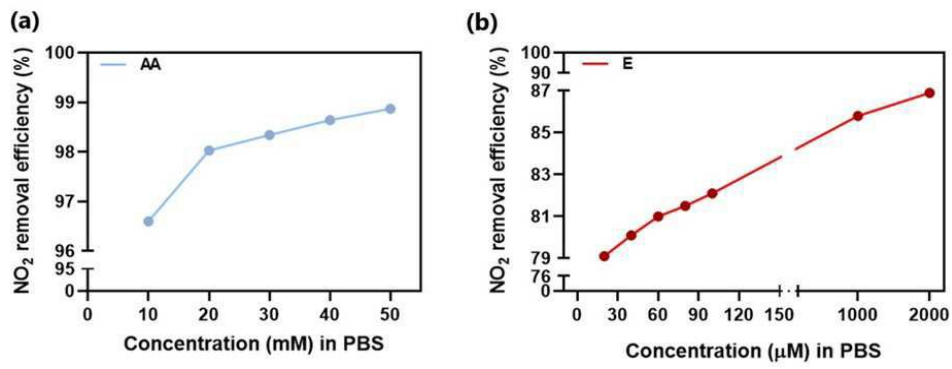 (a)
NO₂ removal efficiency (%)
100
99
98
97
96
95
0
AA
0 10 20 30 40 50
Concentration (mM) in PBS
(b)
NO₂ removal efficiency (%)
100
90
87
85
83
81
79
76
0
E
0 30 60 90 120 150 1000 2000
Concentration (μM) in PBS